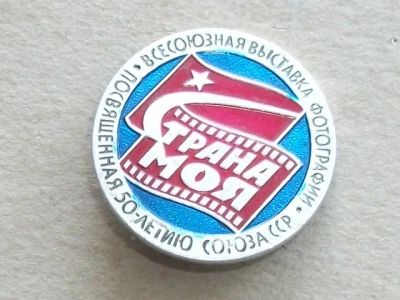 ВСЕСОЮЗНАЯ ВЫСТАВКА ФОТОГРАФИИ • ПОСВЯЩЕННАЯ 50-ЛЕТИЮ СОЮЗА ССР •
СТРАНА
МОЯ